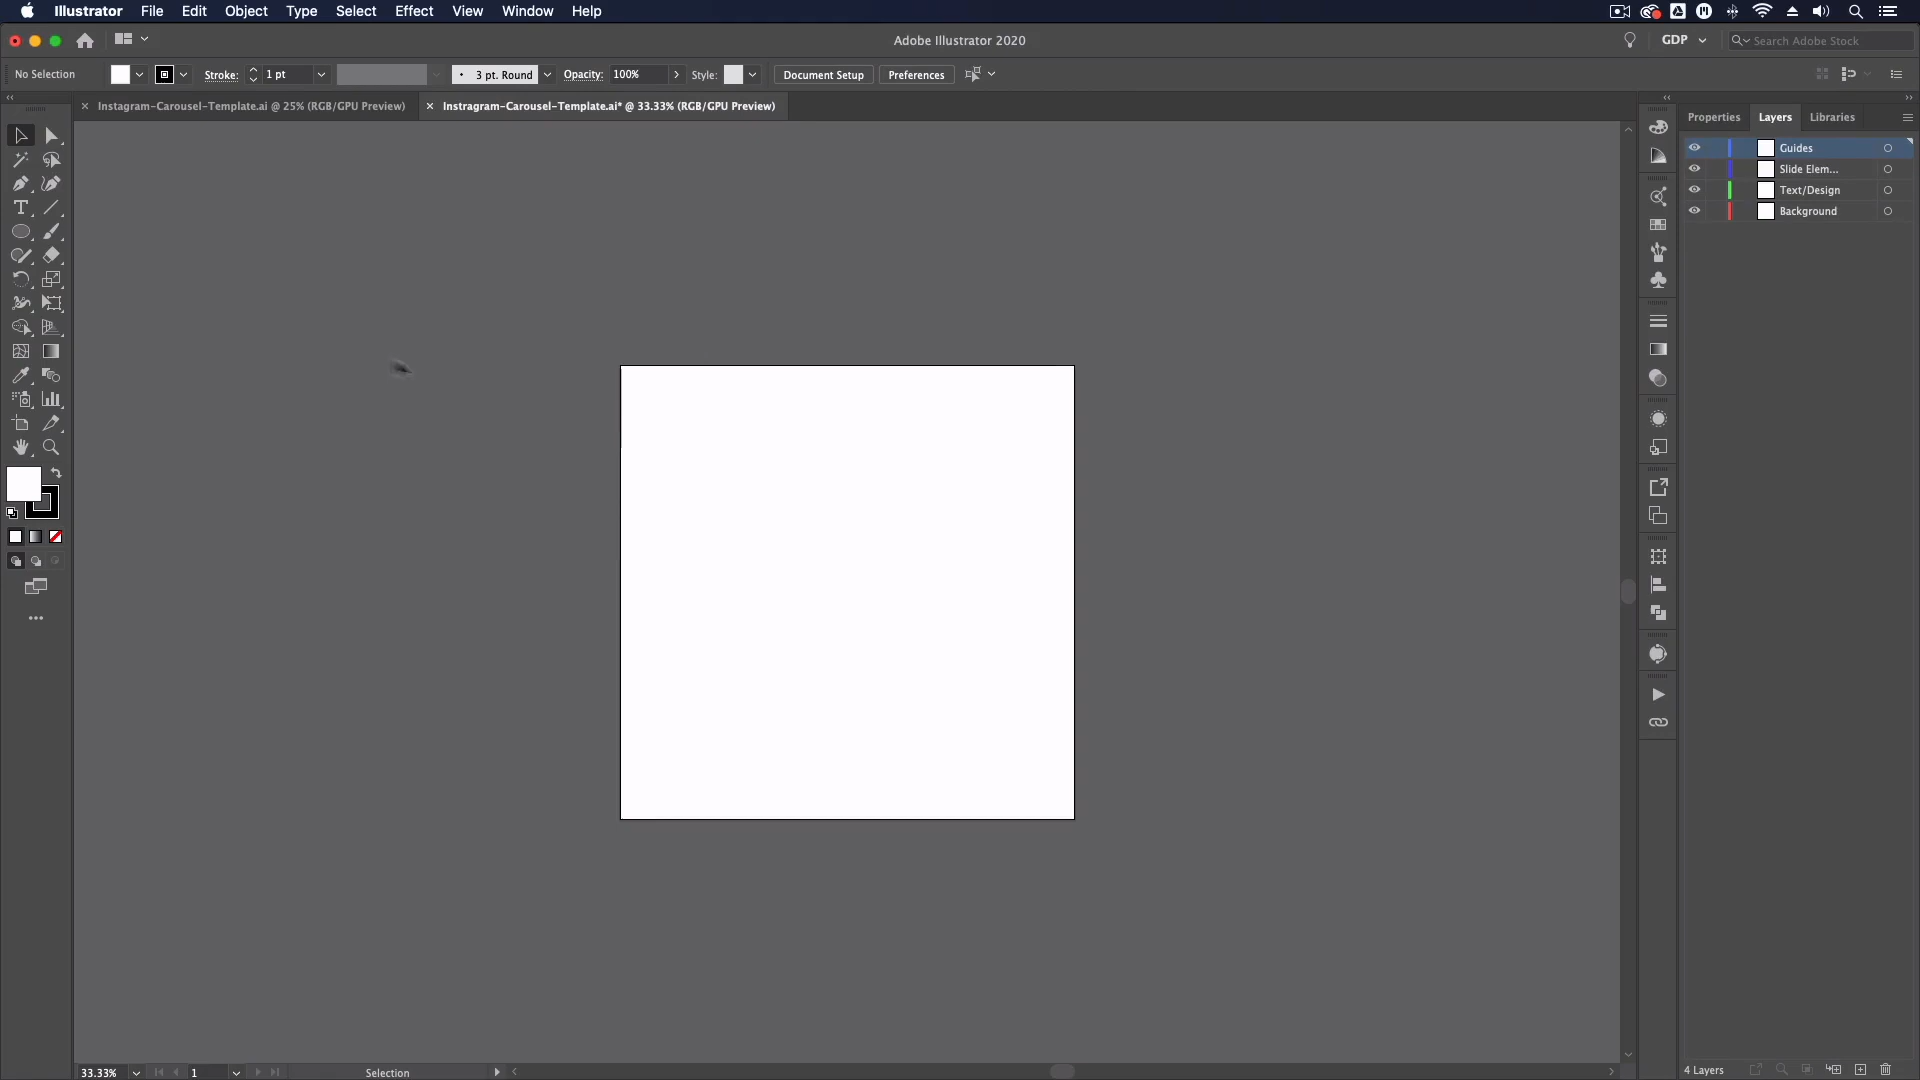 Illustrator File Edit Object Type Select Effect View Window Help
Adobe Illustrator 2020
GDP
Search Adobe Stock
No Selection
Stroke: 1 pt
3 pt. Round
Opacity: 100%
Style:
Document Setup
Preferences
Instagram-Carousel-Template.ai @ 25% (RGB/GPU Preview)
Instragram-Carousel-Template.ai* @ 33.33% (RGB/GPU Preview)
Properties
Layers
Libraries
Guides
Slide Elem...
Text/Design
Background
33.33%
1
Selection
4 Layers